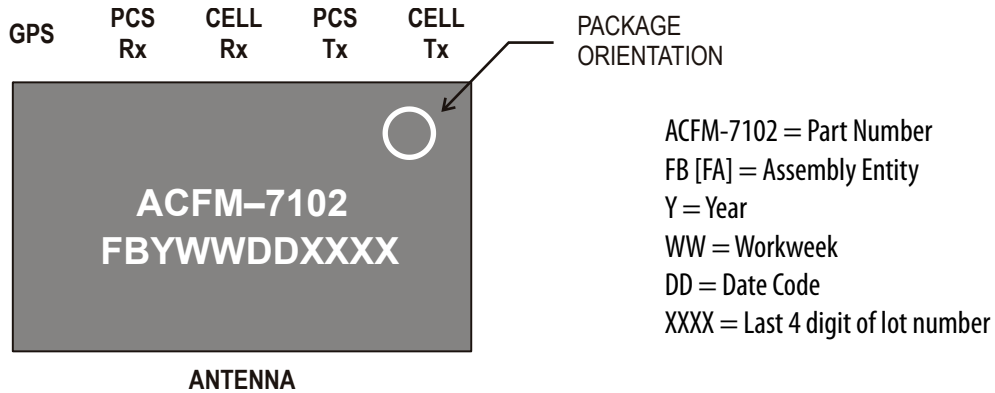 GPS
PCS
Rx
CELL
Rx
PCS
Tx
CELL
Tx
PACKAGE
ORIENTATION
ACFM–7102
FBYWWDDXXXX
ANTENNA
ACFM-7102 = Part Number
FB [FA] = Assembly Entity
Y = Year
WW = Workweek
DD = Date Code
XXXX = Last 4 digit of lot number